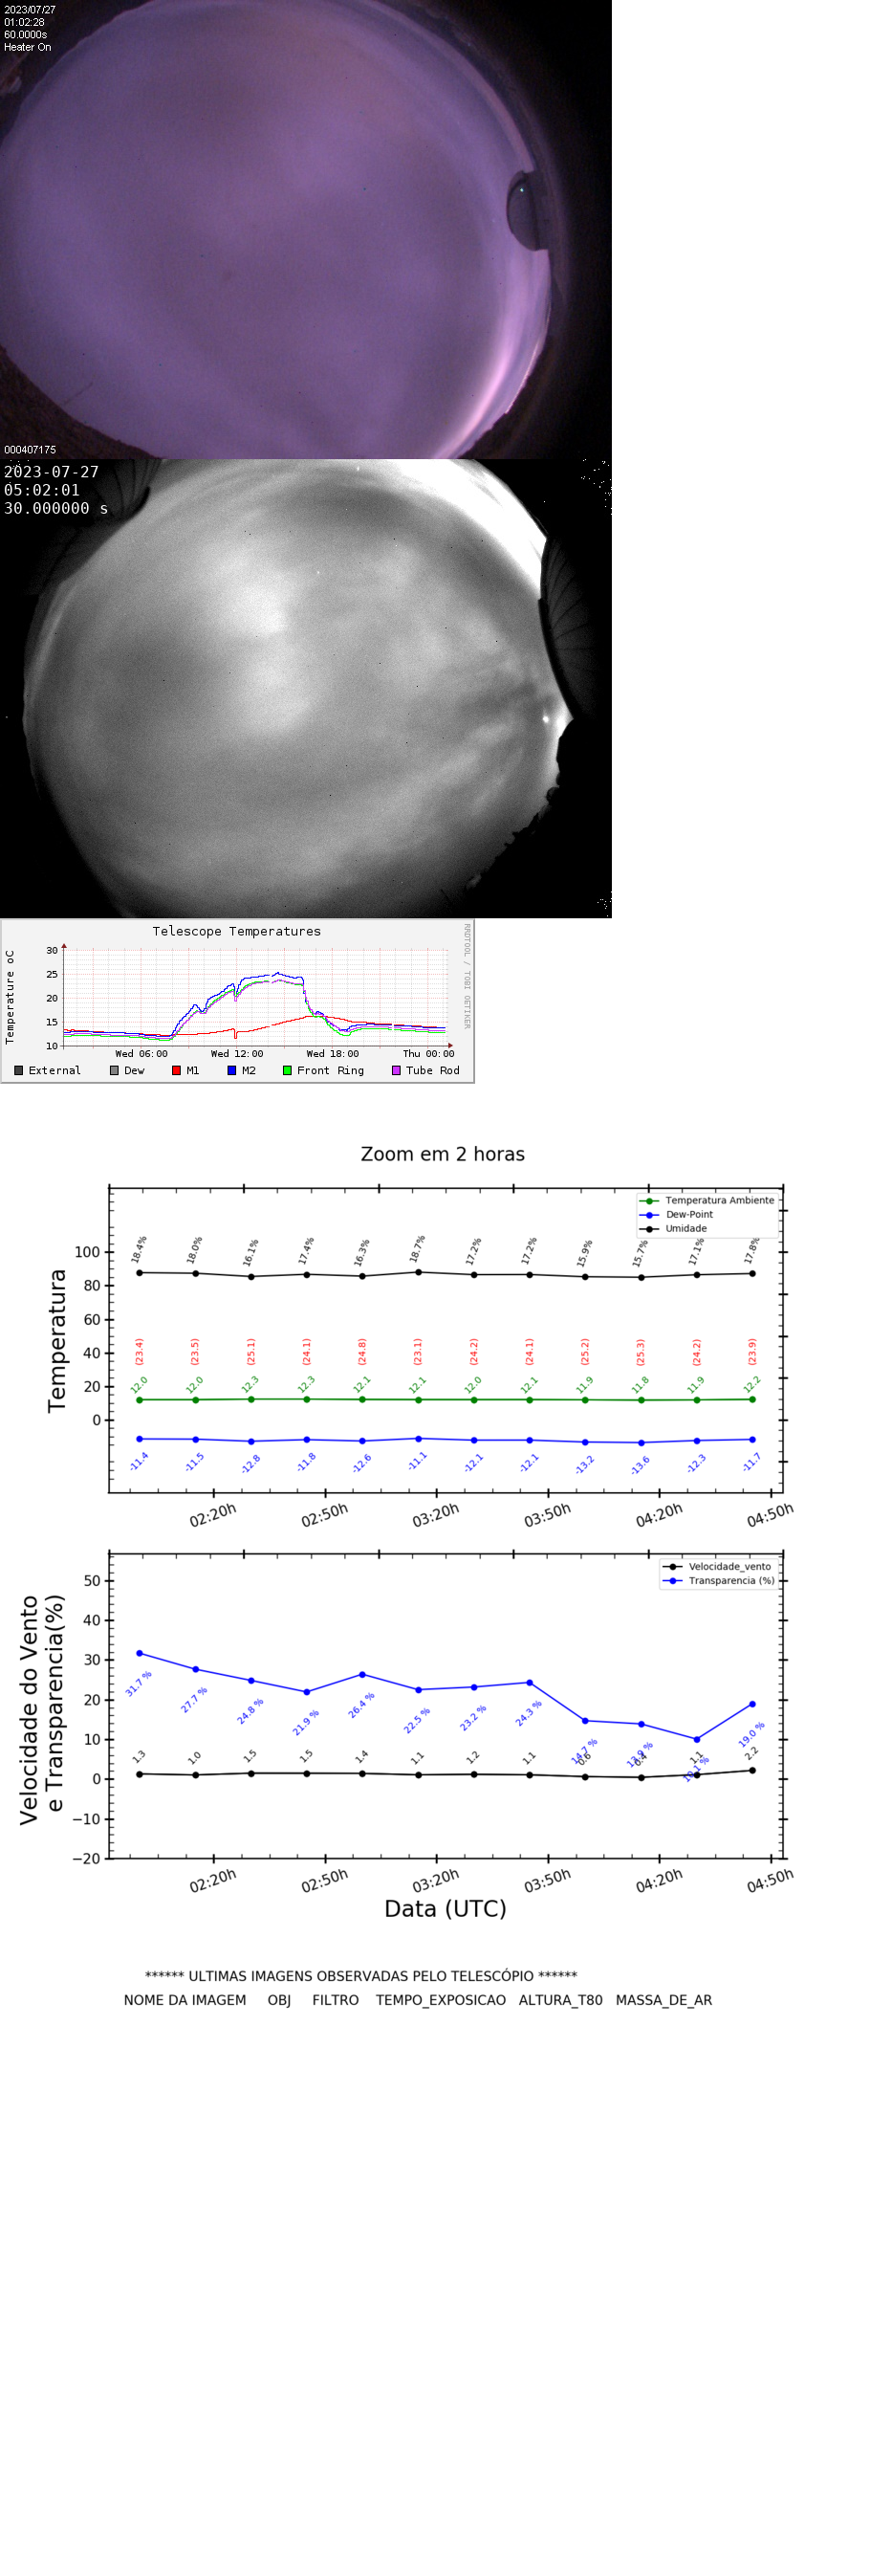 2023/07/27
01:02:28
60.0000s
Heater On
000407175
2023-07-27
05:02:01
30.000000 s
Telescope Temperatures
RRDTOOL / TOBI OETIKER
Temperature oC
30
25
20
15
10
Wed 06:00 Wed 12:00 Wed 18:00 Thu 00:00
External Dew M1 M2 Front Ring Tube Rod
Zoom em 2 horas
Temperatura Ambiente
Dew-Point
Umidade
Temperatura
100
80
60
40
20
0
18.4% 18.0% 16.1% 17.4% 16.3% 18.7% 17.2% 17.2% 15.9% 15.7% 17.1% 17.8%
(23.4) (23.5) (25.1) (24.1) (24.8) (23.1) (24.2) (24.1) (25.2) (25.3) (24.2) (23.9)
12.0 12.0 12.3 12.3 12.1 12.1 12.0 12.1 11.9 11.8 11.9 12.2
-11.4 -11.5 -12.8 -11.8 -12.6 -11.1 -12.1 -12.1 -13.2 -13.6 -12.3 -11.7
02:20h 02:50h 03:20h 03:50h 04:20h 04:50h
Velocidade_vento
Transparencia (%)
Velocidade do Vento
e Transparencia(%)
50
40
30
20
10
0
−10
−20
31.7 % 27.7 % 24.8 % 21.9 % 26.4 % 22.5 % 23.2 % 24.3 % 14.7 % 13.9 % 10.1 % 19.0 %
1.3 1.0 1.5 1.5 1.4 1.1 1.2 1.1 0.6 0.4 1.1 2.2
02:20h 02:50h 03:20h 03:50h 04:20h 04:50h
Data (UTC)
****** ULTIMAS IMAGENS OBSERVADAS PELO TELESCÓPIO ******
NOME DA IMAGEM OBJ FILTRO TEMPO_EXPOSICAO ALTURA_T80 MASSA_DE_AR